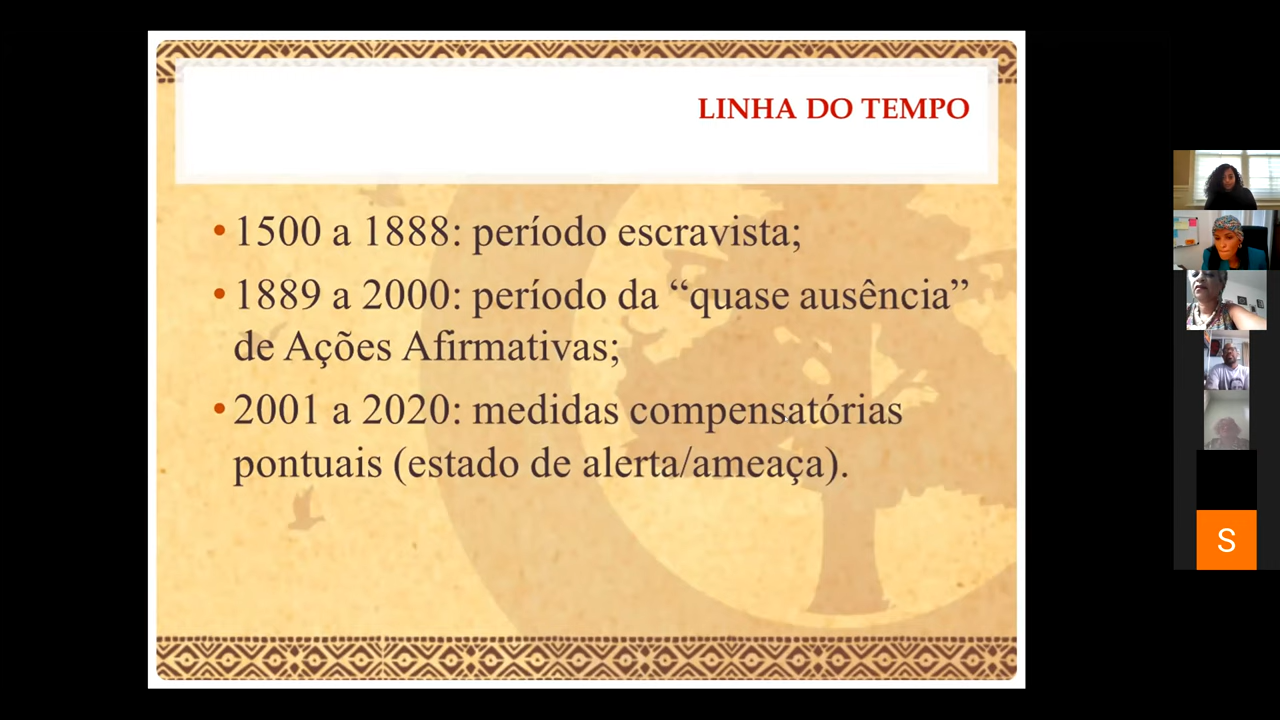 LINHA DO TEMPO
• 1500 a 1888: período escravista;
• 1889 a 2000: período da “quase ausência”
de Ações Afirmativas;
• 2001 a 2020: medidas compensatórias
pontuais (estado de alerta/ameaça).
S